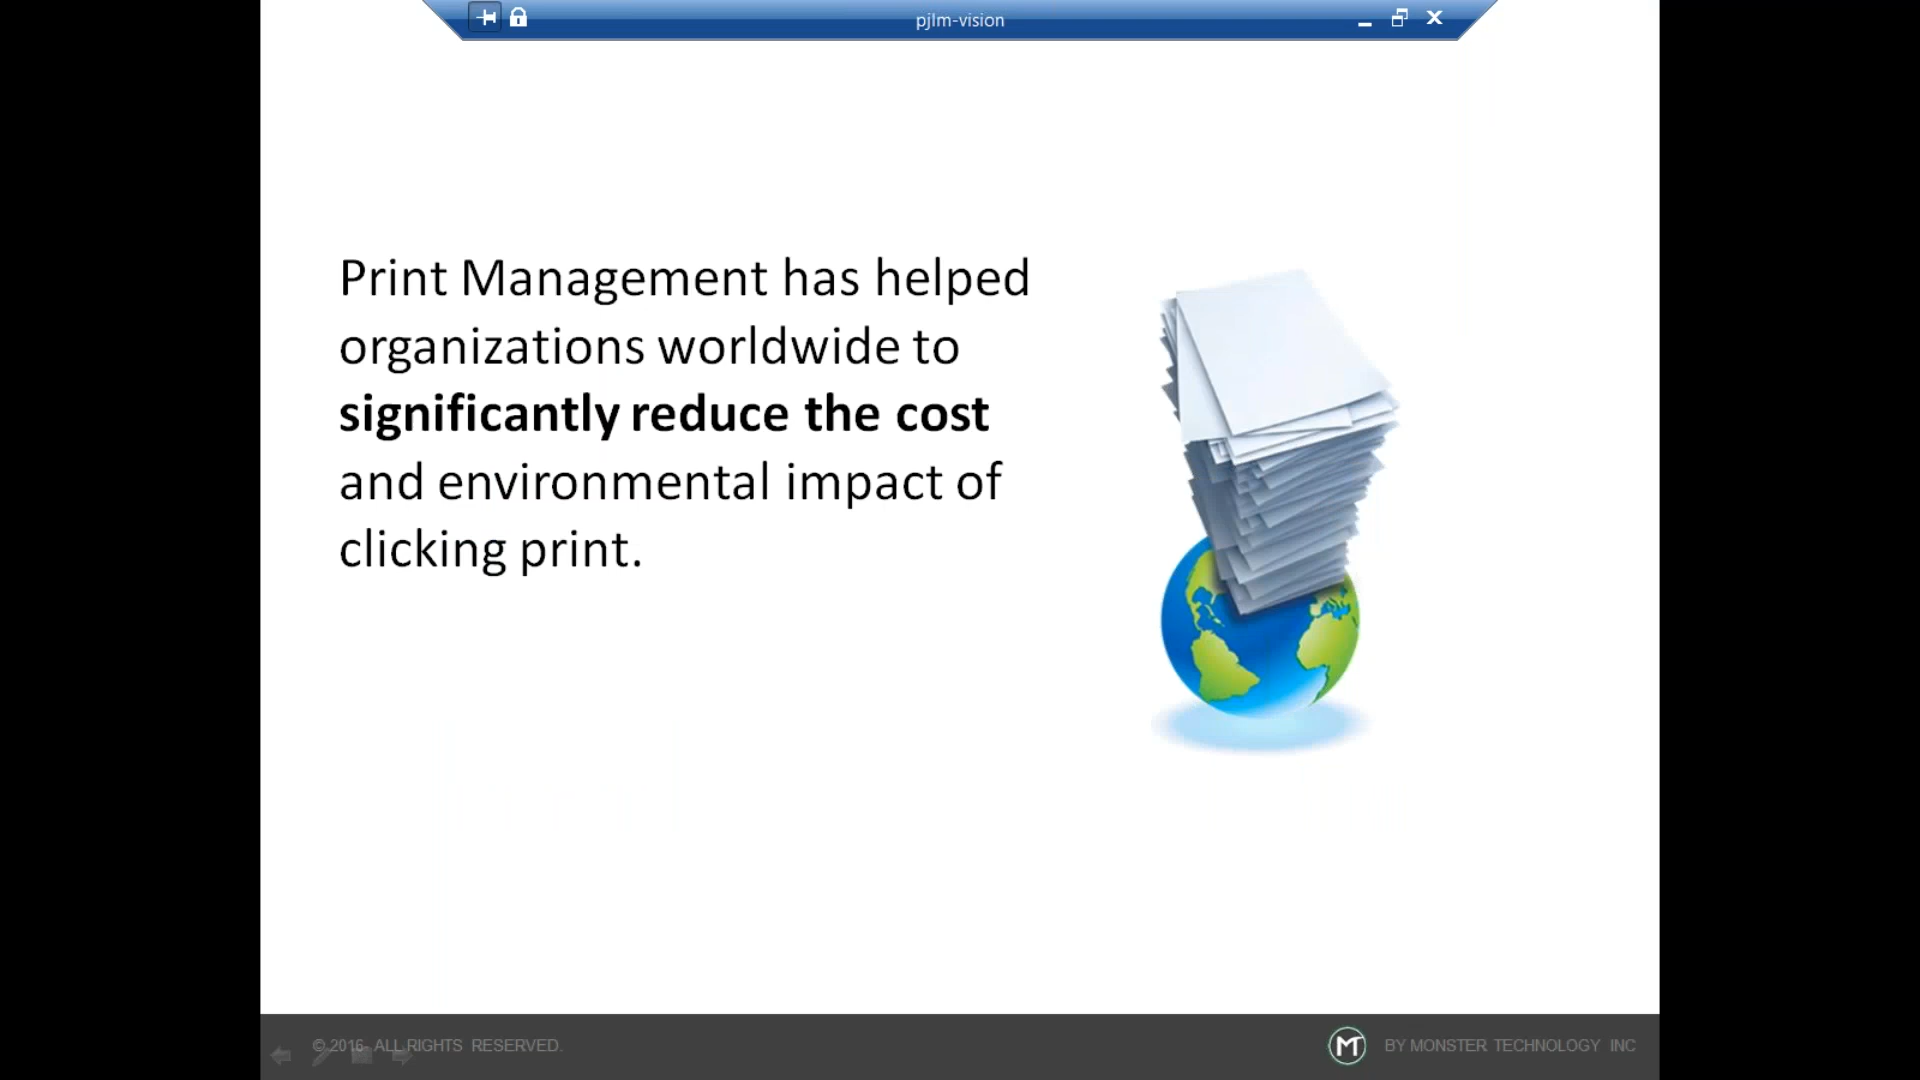 pjlm-vision
Print Management has helped
organizations worldwide to
significantly reduce the cost
and environmental impact of
clicking print.
© 2016- ALL RIGHTS RESERVED.
BY MONSTER TECHNOLOGY INC